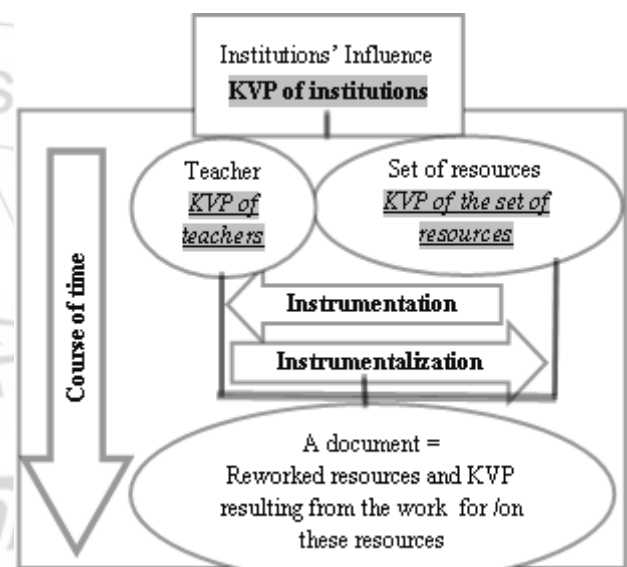 Institutions' Influence
KVP of institutions
Teacher
KVP of
teachers
Set of resources
KVP of the set of
resources
Course of time
Instrumentation
Instrumentalization
A document =
Reworked resources and KVP
resulting from the work for /on
these resources